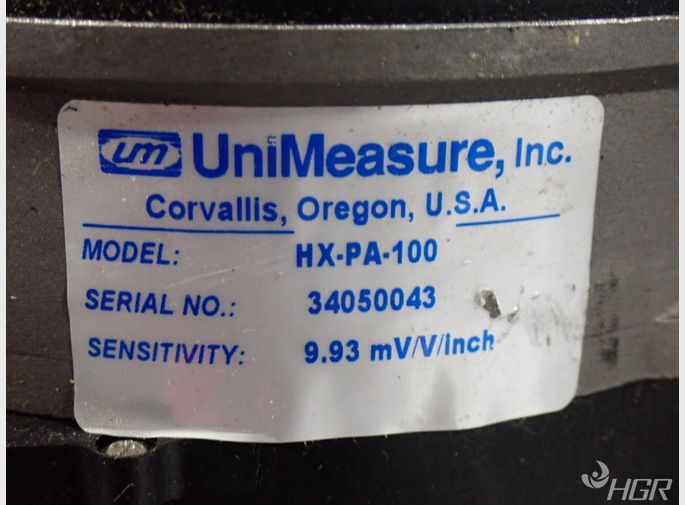 um UniMeasure, Inc.
Corvallis, Oregon, U.S.A.
MODEL: HX-PA-100
SERIAL NO.: 34050043
SENSITIVITY: 9.93 mV/V/Inch
HGR